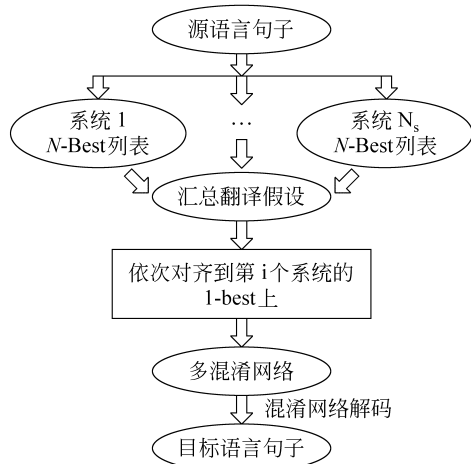 源语言句子
系统 1
N-Best列表
…
系统 Nₛ
N-Best列表
汇总翻译假设
依次对齐到第 i个系统的
1-best上
多混淆网络
混淆网络解码
目标语言句子